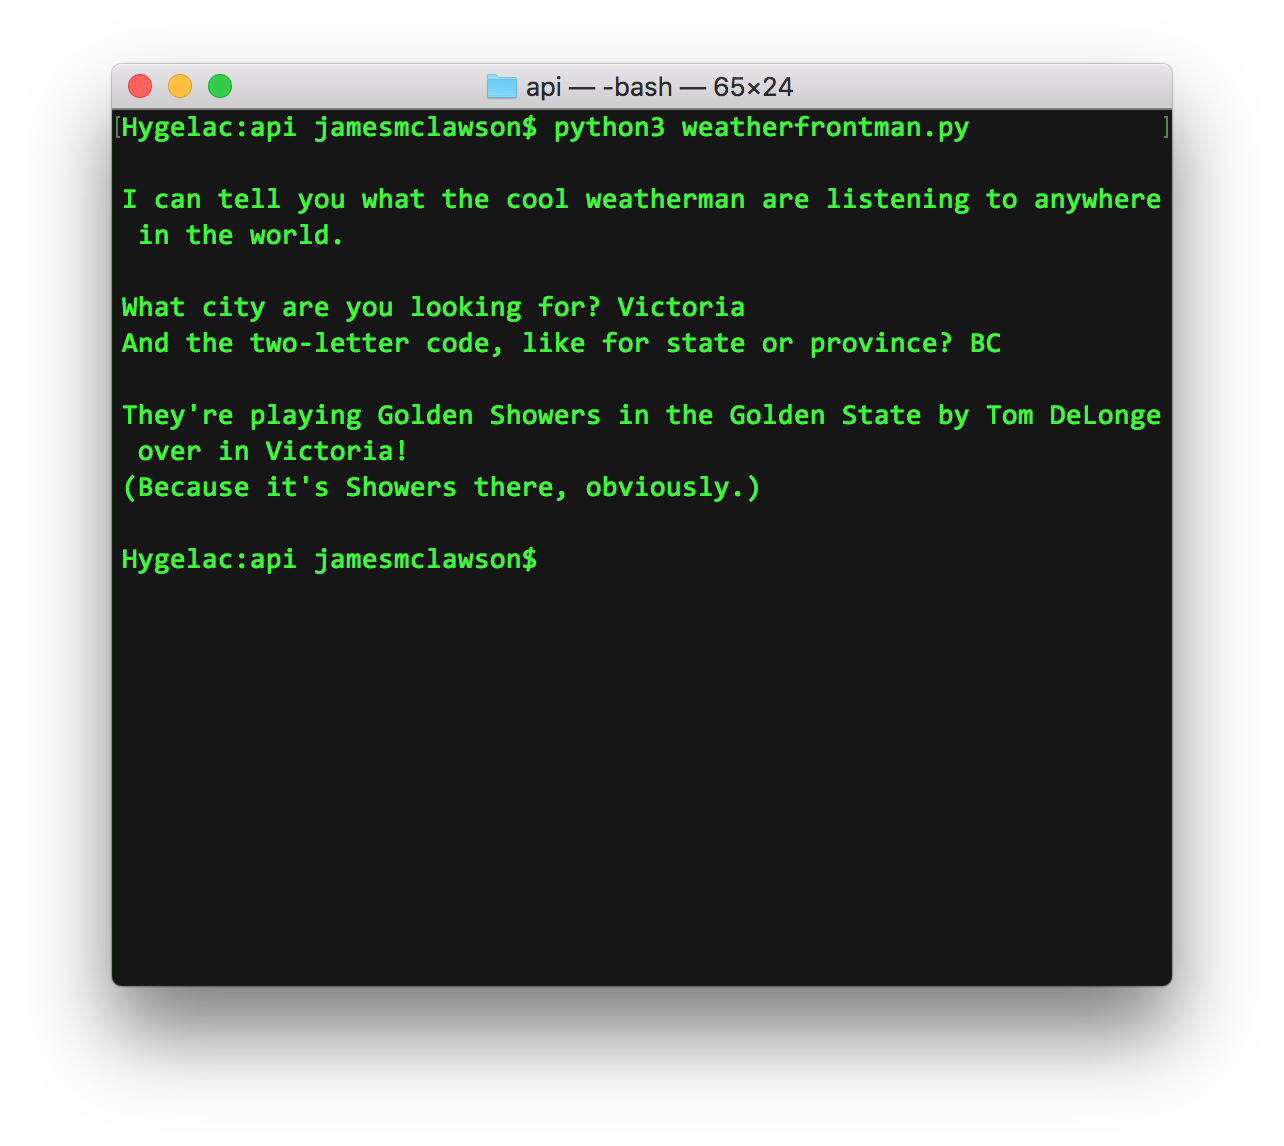 api — -bash — 65×24
[Hygelac:api jamesmclawson$ python3 weatherfrontman.py ]
I can tell you what the cool weatherman are listening to anywhere
in the world.
What city are you looking for? Victoria
And the two-letter code, like for state or province? BC
They're playing Golden Showers in the Golden State by Tom DeLonge
over in Victoria!
(Because it's Showers there, obviously.)
Hygelac:api jamesmclawson$